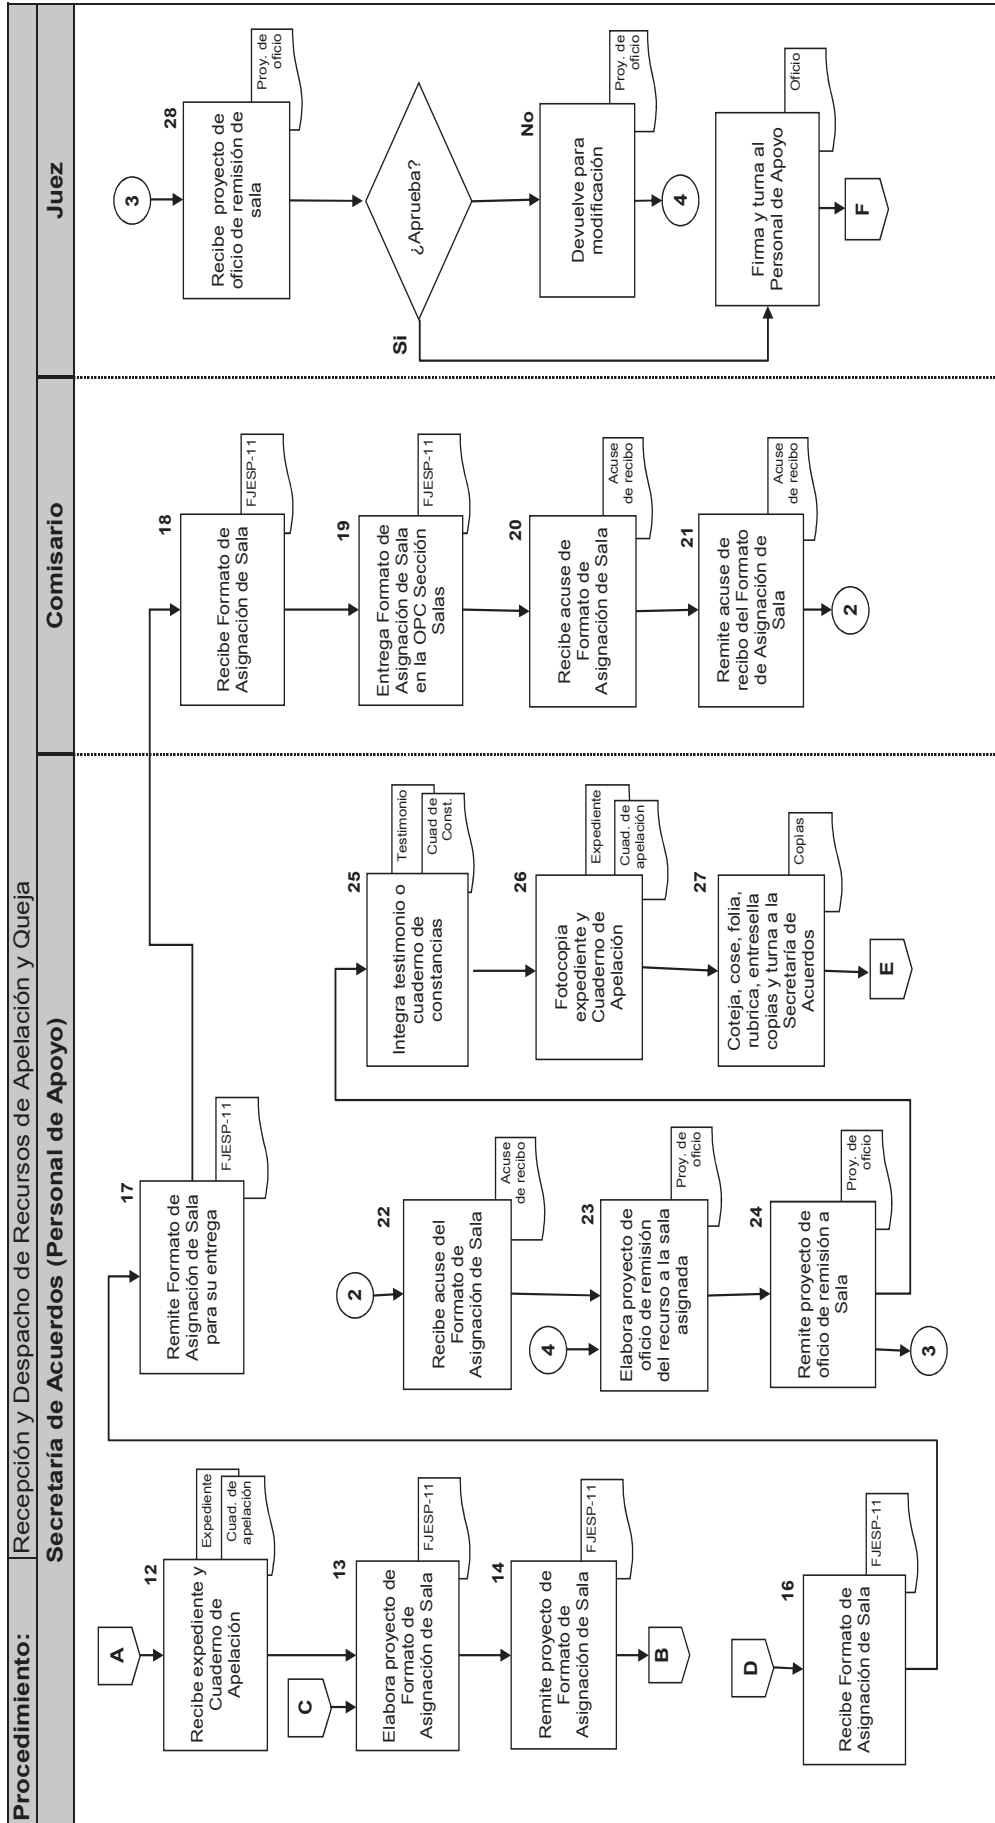 Procedimiento:
Recepción y Despacho de Recursos de Apelación y Queja
Secretaría de Acuerdos (Personal de Apoyo)
Comisario
Juez
A
12
Recibe expediente y
Cuaderno de
Apelación
Expediente
Cuad. de
apelación
C
13
Elabora proyecto de
Formato de
Asignación de Sala
FJESP-11
14
Remite proyecto de
Formato de
Asignación de Sala
FJESP-11
B
D
16
Recibe Formato de
Asignación de Sala
FJESP-11
17
Remite Formato de
Asignación de Sala
para su entrega
FJESP-11
2
22
Recibe acuse del
Formato de
Asignación de Sala
Acuse
de recibo
4
23
Elabora proyecto de
oficio de remisión
del recurso a la sala
asignada
Proy. de
oficio
24
Remite proyecto de
oficio de remisión a
Sala
Proy. de
oficio
3
25
Integra testimonio o
cuaderno de
constancias
Testimonio
Cuad de
Const.
26
Fotocopia
expediente y
Cuaderno de
Apelación
Expediente
Cuad. de
apelación
27
Coteja, cose, folia,
rubrica, entresella
copias y turna a la
Secretaría de
Acuerdos
Copias
E
18
Recibe Formato de
Asignación de Sala
FJESP-11
19
Entrega Formato de
Asignación de Sala
en la OPC Sección
Salas
FJESP-11
20
Recibe acuse de
Formato de
Asignación de Sala
Acuse
de recibo
21
Remite acuse de
recibo del Formato
de Asignación de
Sala
Acuse
de recibo
2
3
28
Recibe proyecto de
oficio de remisión de
sala
Proy. de
oficio
¿Aprueba?
Si
No
Devuelve para
modificación
Proy. de
oficio
4
Firma y turna al
Personal de Apoyo
Oficio
F